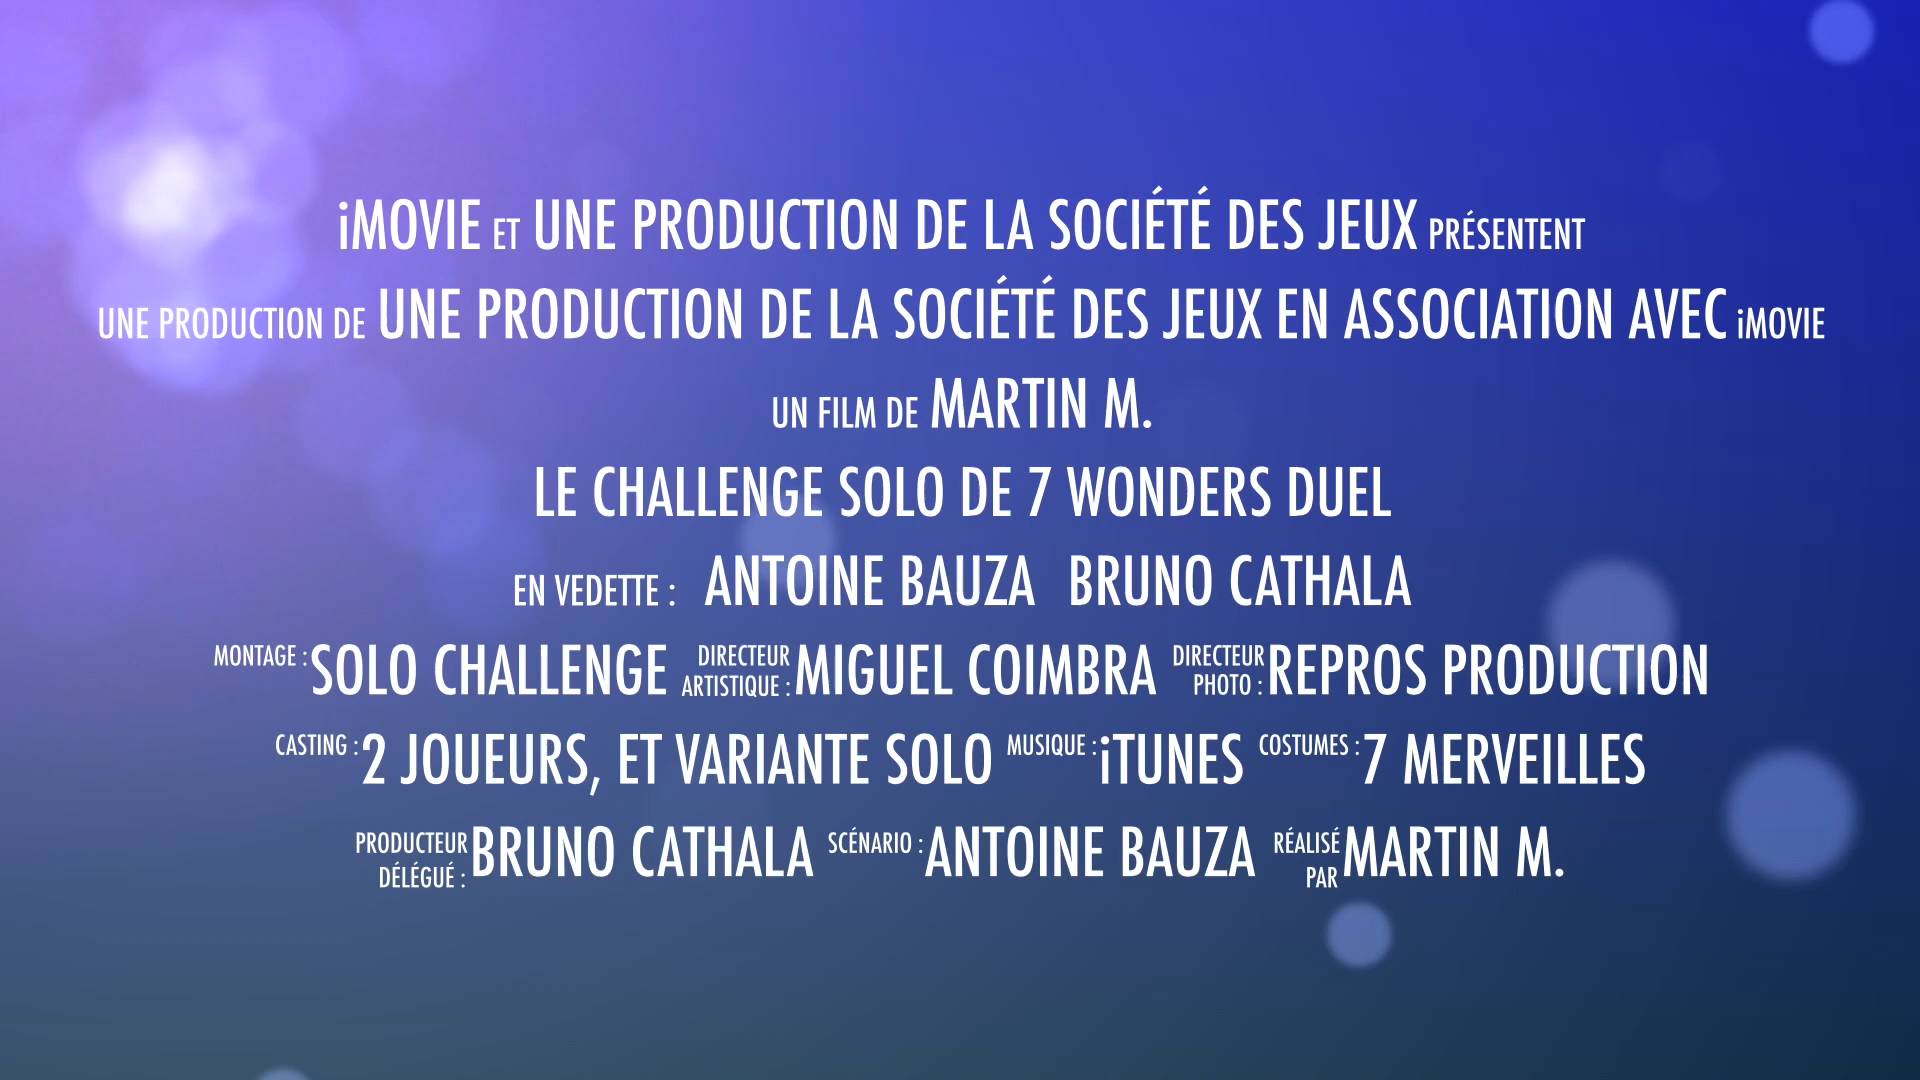 iMOVIE ET UNE PRODUCTION DE LA SOCIÉTÉ DES JEUX PRÉSENTENT
UNE PRODUCTION DE UNE PRODUCTION DE LA SOCIÉTÉ DES JEUX EN ASSOCIATION AVEC iMOVIE
UN FILM DE MARTIN M.
LE CHALLENGE SOLO DE 7 WONDERS DUEL
EN VEDETTE : ANTOINE BAUZA BRUNO CATHALA
MONTAGE : SOLO CHALLENGE DIRECTEUR ARTISTIQUE : MIGUEL COIMBRA DIRECTEUR PHOTO : REPROS PRODUCTION
CASTING : 2 JOUEURS, ET VARIANTE SOLO MUSIQUE : iTUNES COSTUMES : 7 MERVEILLES
PRODUCTEUR DÉLÉGUÉ : BRUNO CATHALA SCÉNARIO : ANTOINE BAUZA RÉALISÉ PAR MARTIN M.